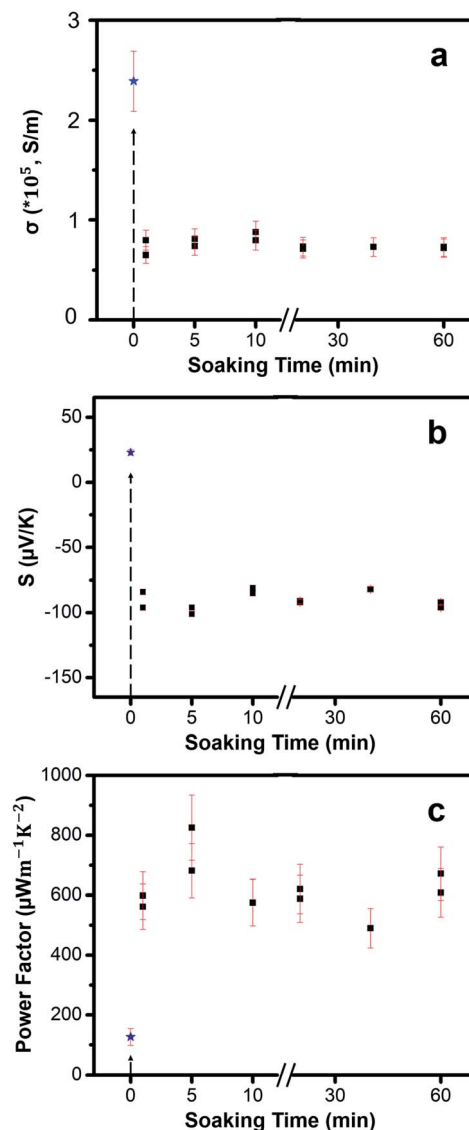 a
3
2
1
0
σ (*10⁵, S/m)
0 5 10 30 60
Soaking Time (min)
b
50
0
-50
-100
-150
S (μV/K)
0 5 10 30 60
Soaking Time (min)
c
1000
800
600
400
200
0
Power Factor (μWm⁻¹K⁻²)
0 5 10 30 60
Soaking Time (min)